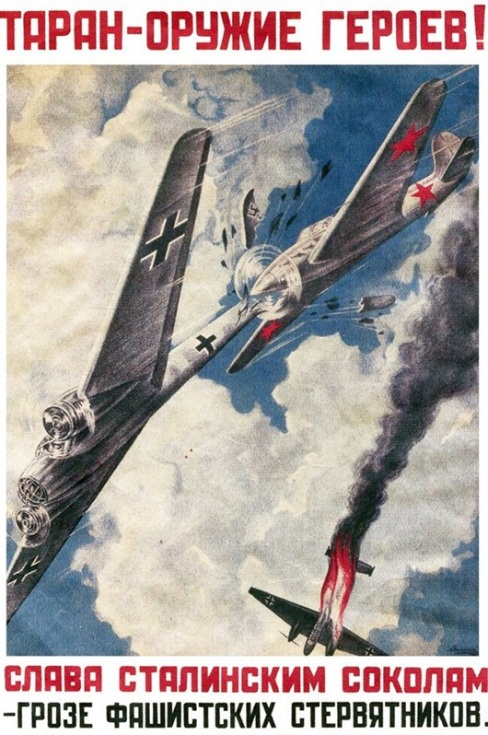 ТАРАН-ОРУЖИЕ ГЕРОЕВ!
СЛАВА СТАЛИНСКИМ СОКОЛАМ
-ГРОЗЕ ФАШИСТСКИХ СТЕРВЯТНИКОВ.